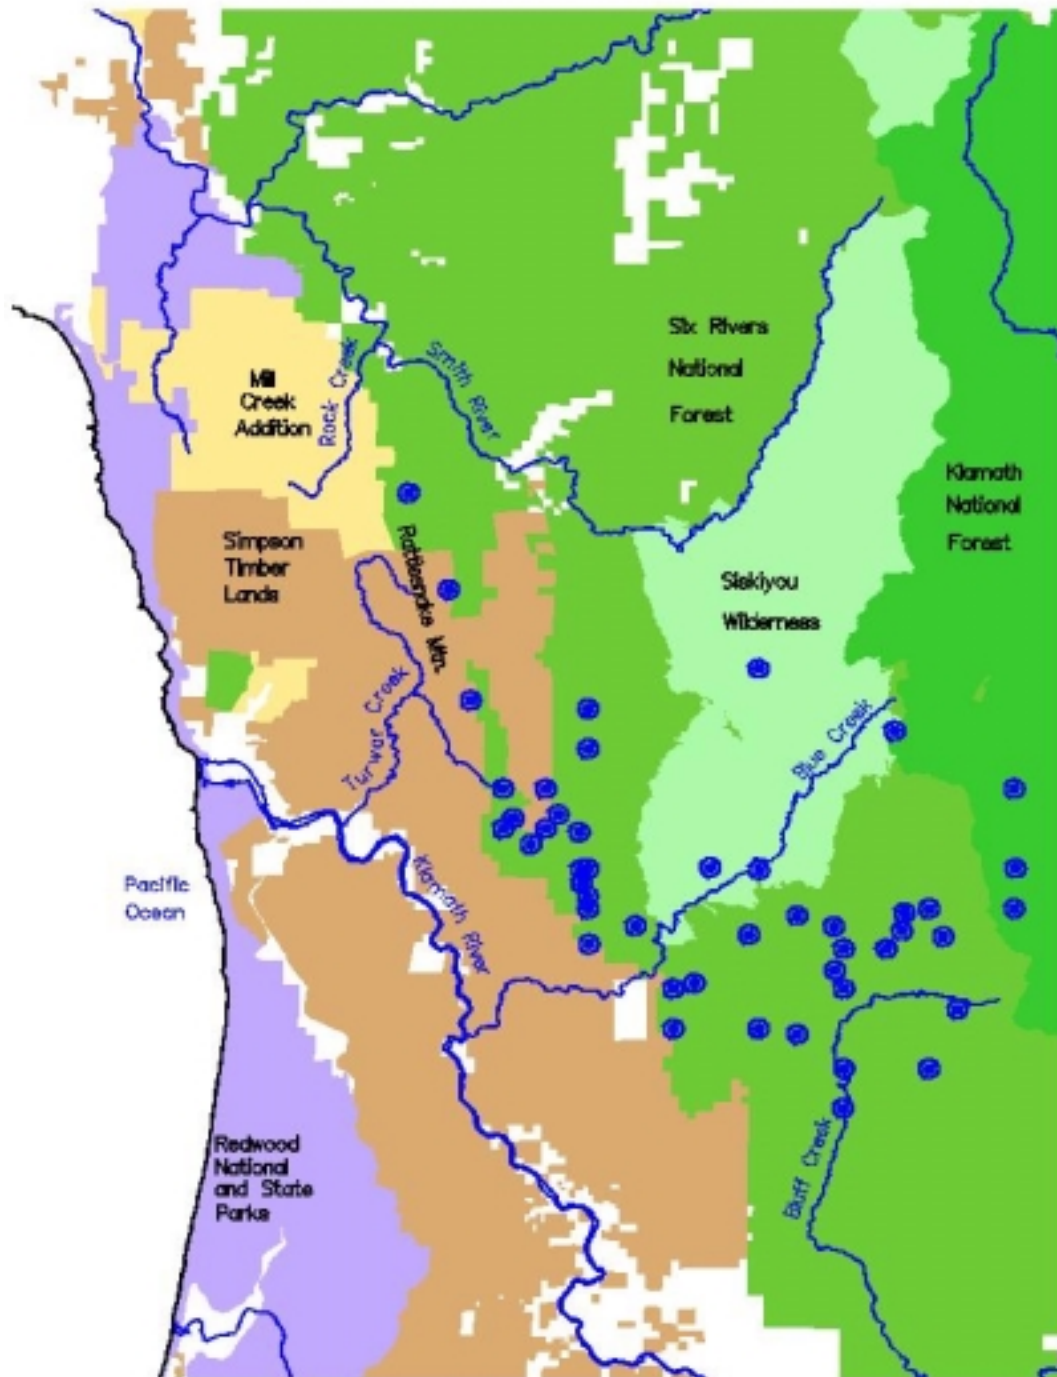 Six Rivers
National
Forest
Smith River
Rock Creek
Mill
Creek
Addition
Klamath
National
Forest
Simpson
Timber
Lands
Rattlesnake Mtn.
Siskiyou
Wilderness
Turwar Creek
Blue Creek
Pacific
Ocean
Klamath River
Redwood
National
and State
Parks
Bluff Creek